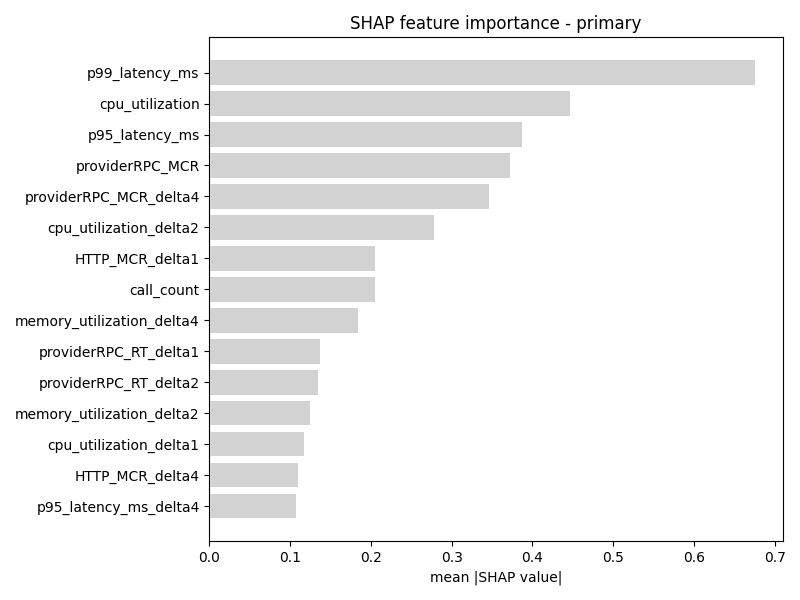 SHAP feature importance - primary
p99_latency_ms
cpu_utilization
p95_latency_ms
providerRPC_MCR
providerRPC_MCR_delta4
cpu_utilization_delta2
HTTP_MCR_delta1
call_count
memory_utilization_delta4
providerRPC_RT_delta1
providerRPC_RT_delta2
memory_utilization_delta2
cpu_utilization_delta1
HTTP_MCR_delta4
p95_latency_ms_delta4
0.0 0.1 0.2 0.3 0.4 0.5 0.6 0.7
mean |SHAP value|